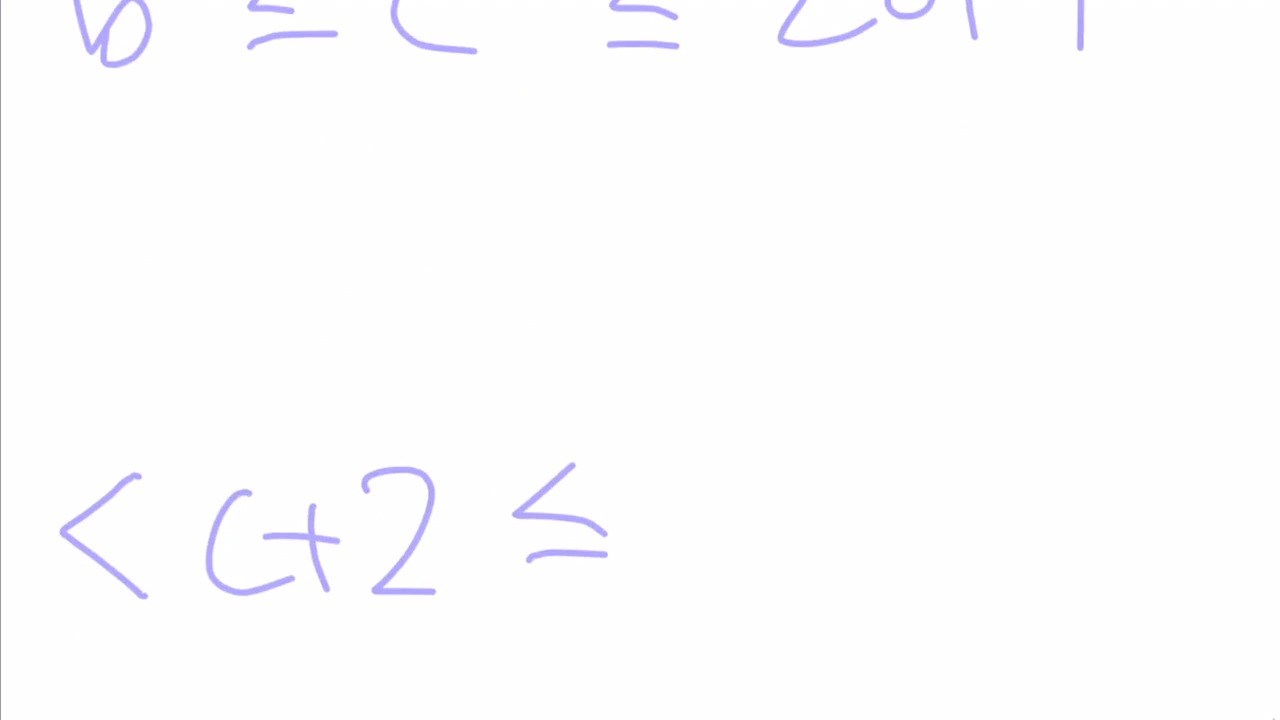 b ≤ c ≤
< c+2 ≤